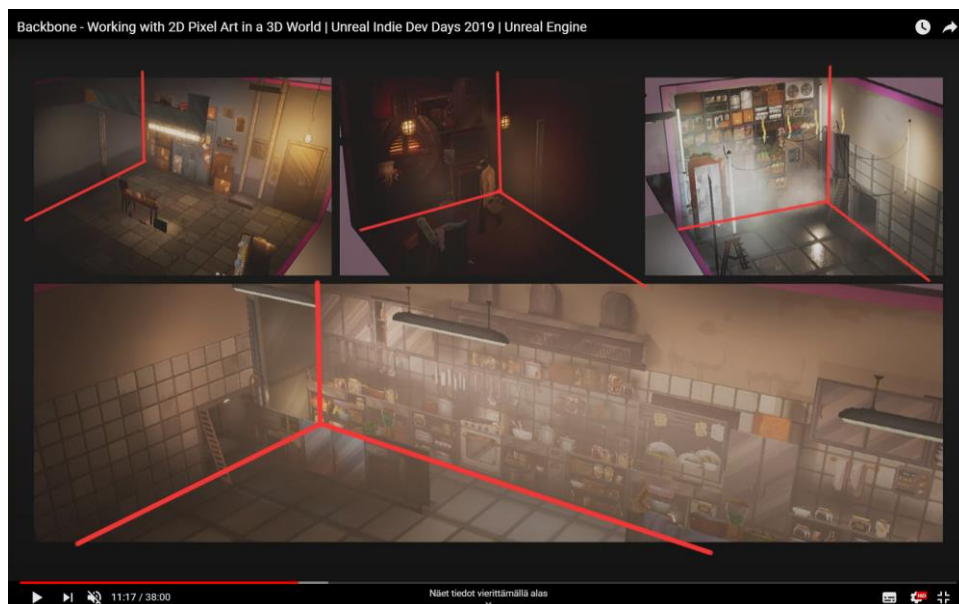 Backbone - Working with 2D Pixel Art in a 3D World | Unreal Indie Dev Days 2019 | Unreal Engine
11:17 / 38:00
Näet tiedot vierittämällä alas
HD